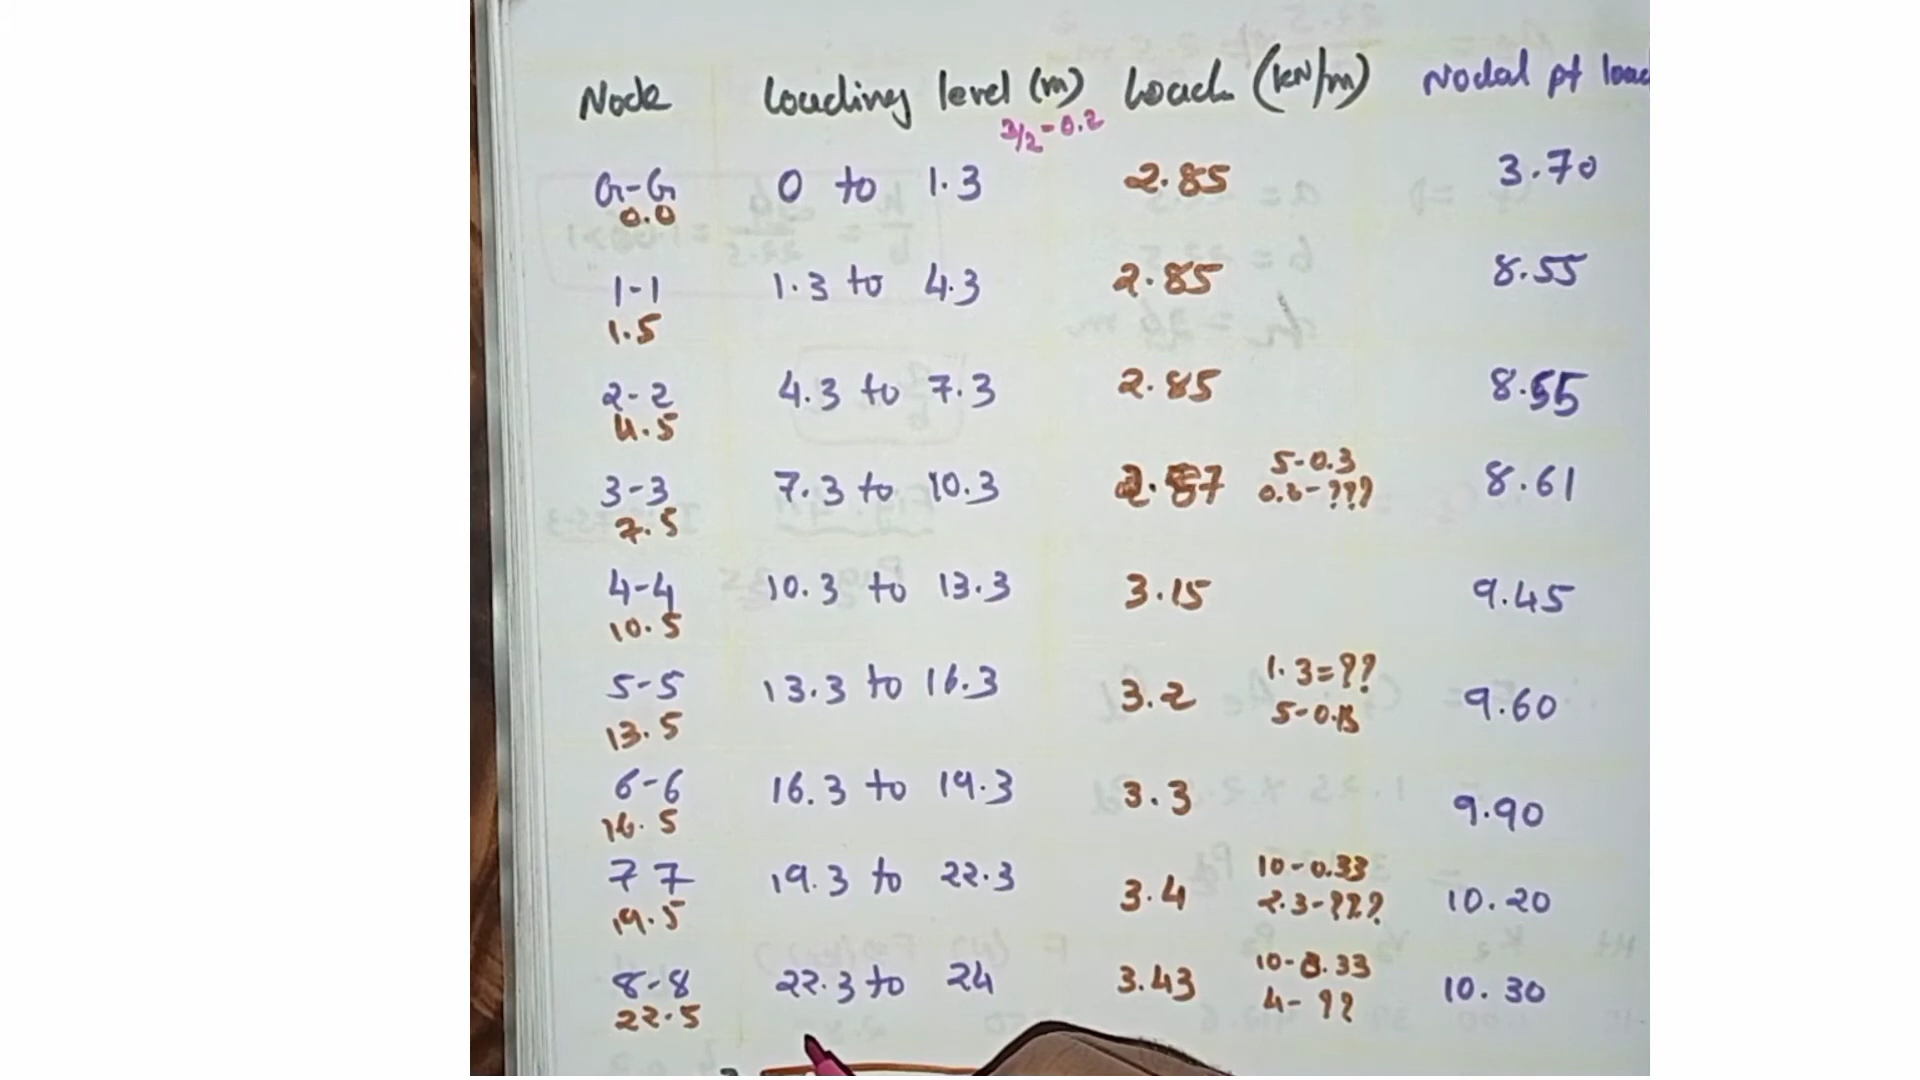 Node Loading level (m) Load (kN/m) Nodal pt load
3/2-0.2
G-G 0 to 1.3 2.85 3.70
0.0
1-1 1.3 to 4.3 2.85 8.55
1.5
2-2 4.3 to 7.3 2.85 8.55
4.5
3-3 7.3 to 10.3 2.87 5-0.3 8.61
7.5 0.3-???
4-4 10.3 to 13.3 3.15 9.45
10.5
5-5 13.3 to 16.3 3.2 1.3=?? 9.60
13.5 5-0.15
6-6 16.3 to 19.3 3.3 9.90
16.5
7 7 19.3 to 22.3 3.4 10-0.33 10.20
19.5 2.3-???
8-8 22.3 to 24 3.43 10-0.33 10.30
22.5 4-??